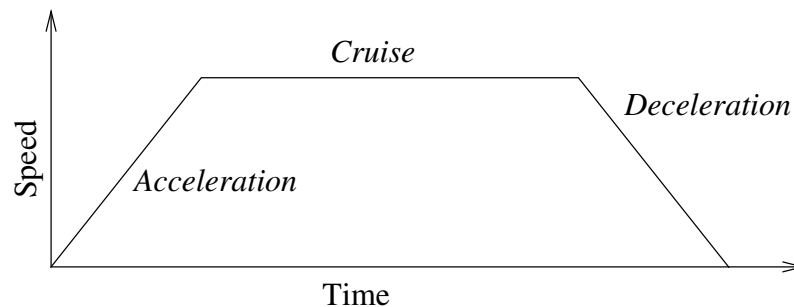 Cruise
Deceleration
Acceleration
Speed
Time